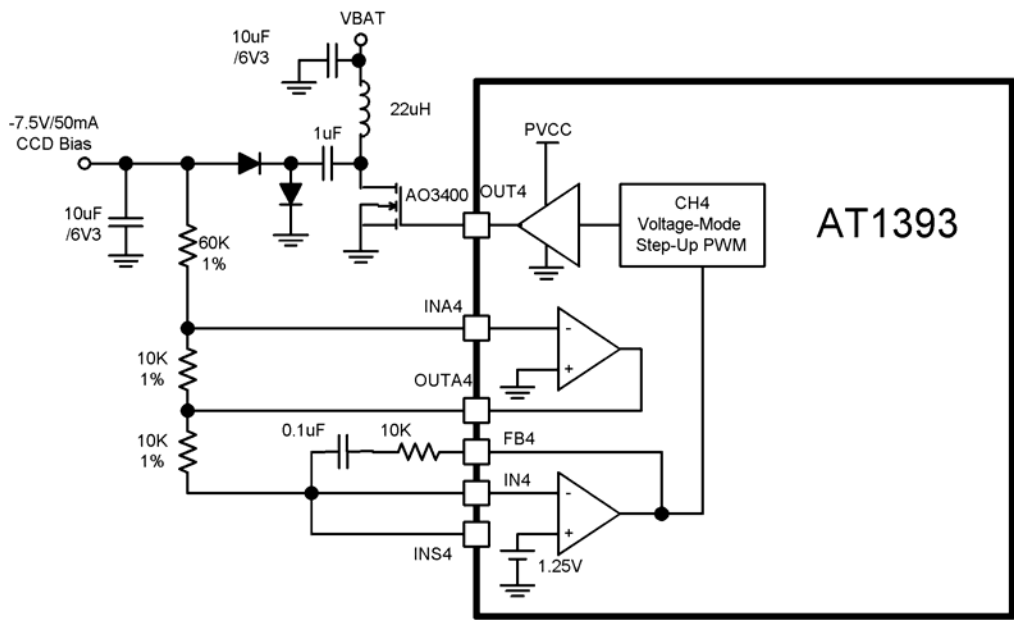 VBAT
10uF
/6V3
22uH
-7.5V/50mA
CCD Bias
1uF
PVCC
AO3400
OUT4
CH4
Voltage-Mode
Step-Up PWM
AT1393
10uF
/6V3
60K
1%
INA4
-
+
10K
1%
OUTA4
10K
1%
0.1uF
10K
FB4
IN4
-
+
INS4
1.25V